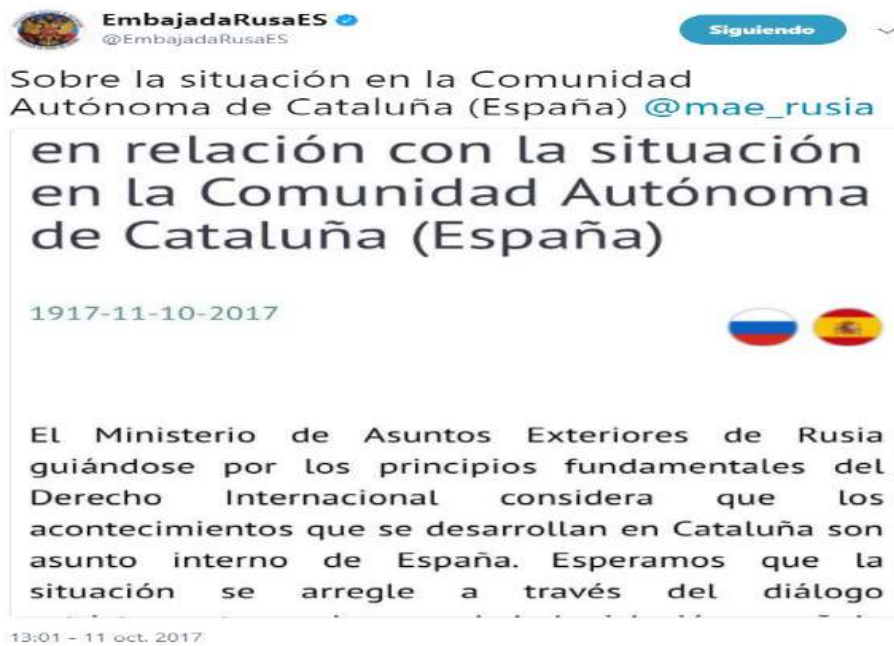 EmbajadaRusaES
@EmbajadaRusaES
Siguiendo
Sobre la situación en la Comunidad
Autónoma de Cataluña (España) @mae_rusia
en relación con la situación
en la Comunidad Autónoma
de Cataluña (España)
1917-11-10-2017
El Ministerio de Asuntos Exteriores de Rusia
guiándose por los principios fundamentales del
Derecho Internacional considera que los
acontecimientos que se desarrollan en Cataluña son
asunto interno de España. Esperamos que la
situación se arregle a través del diálogo
13:01 - 11 oct. 2017